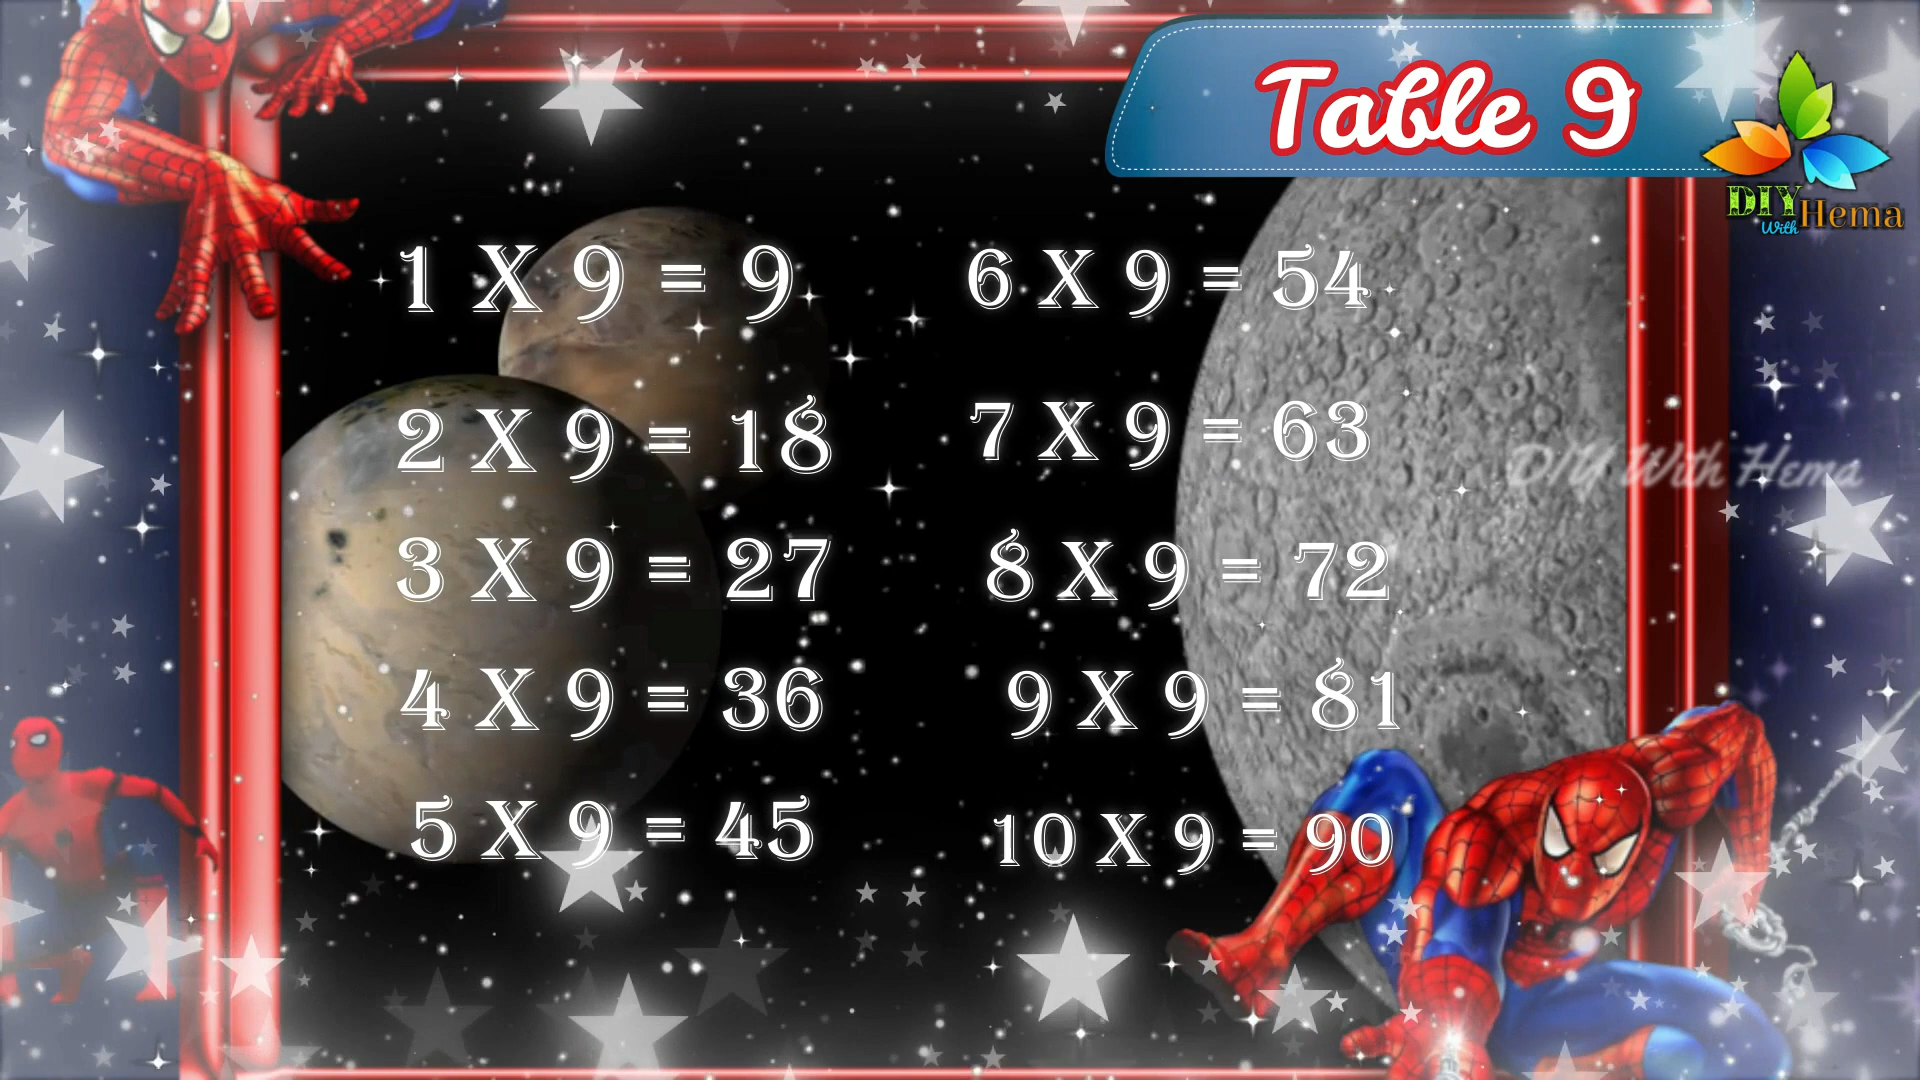 Table 9
DIY With Hema
1 X 9 = 9
2 X 9 = 18
3 X 9 = 27
4 X 9 = 36
5 X 9 = 45
6 X 9 = 54
7 X 9 = 63
8 X 9 = 72
9 X 9 = 81
10 X 9 = 90
DIY With Hema